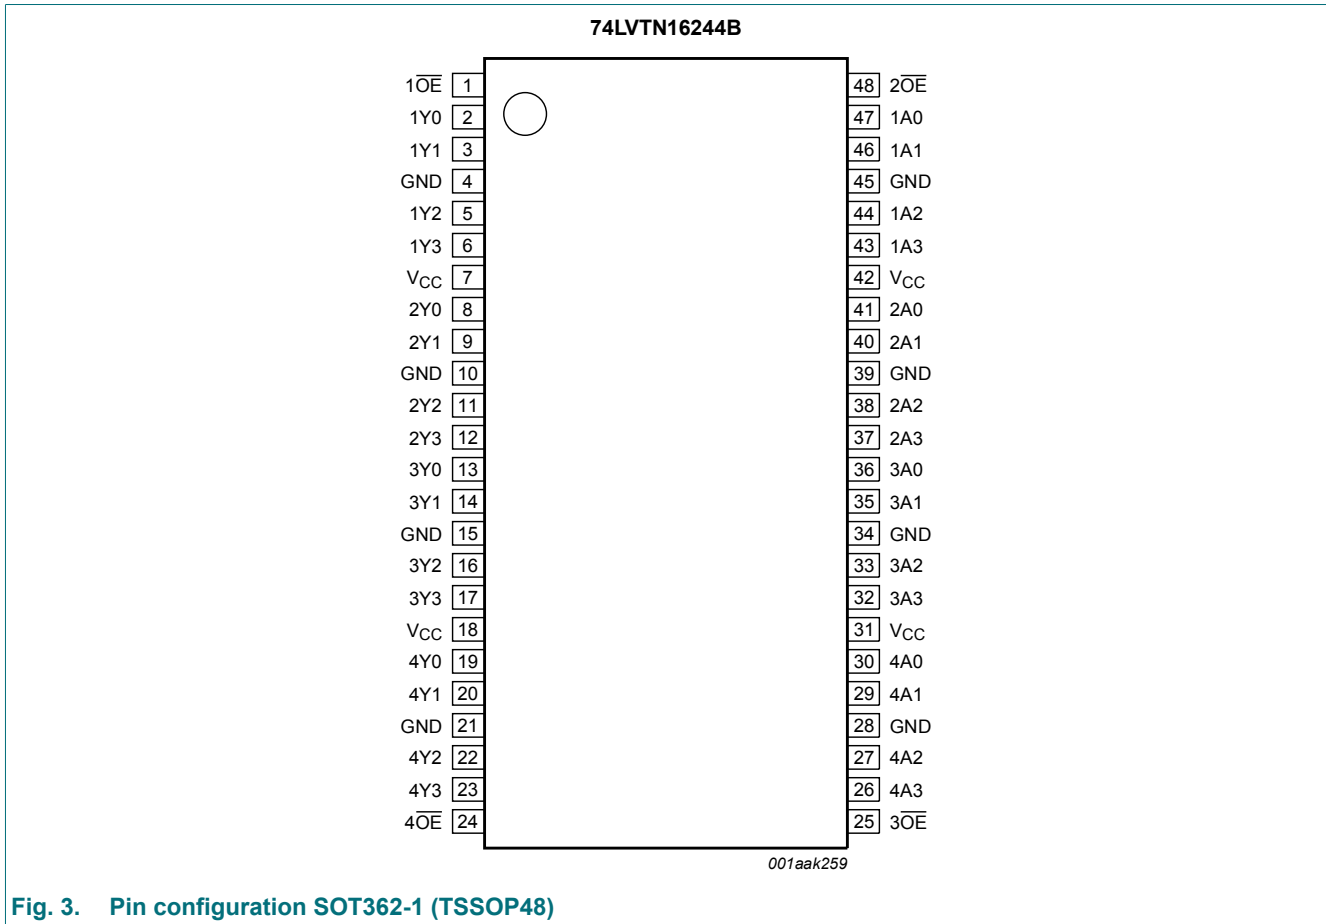 74LVTN16244B
1O̅E̅ 1 48 2O̅E̅
1Y0 2 47 1A0
1Y1 3 46 1A1
GND 4 45 GND
1Y2 5 44 1A2
1Y3 6 43 1A3
VCC 7 42 VCC
2Y0 8 41 2A0
2Y1 9 40 2A1
GND 10 39 GND
2Y2 11 38 2A2
2Y3 12 37 2A3
3Y0 13 36 3A0
3Y1 14 35 3A1
GND 15 34 GND
3Y2 16 33 3A2
3Y3 17 32 3A3
VCC 18 31 VCC
4Y0 19 30 4A0
4Y1 20 29 4A1
GND 21 28 GND
4Y2 22 27 4A2
4Y3 23 26 4A3
4O̅E̅ 24 25 3O̅E̅
001aak259
Fig. 3. Pin configuration SOT362-1 (TSSOP48)